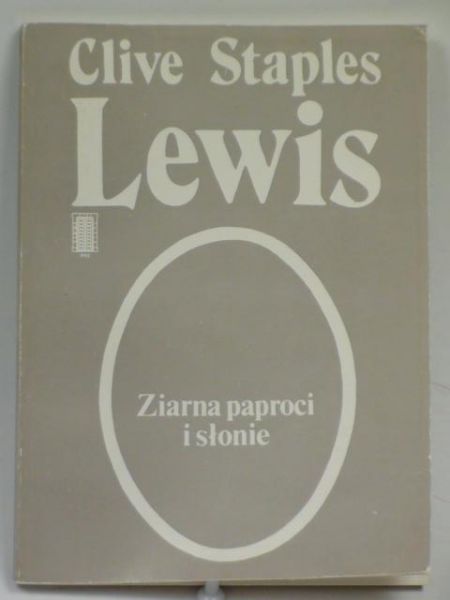 Clive Staples
Lewis
Ziarna paproci
i słonie